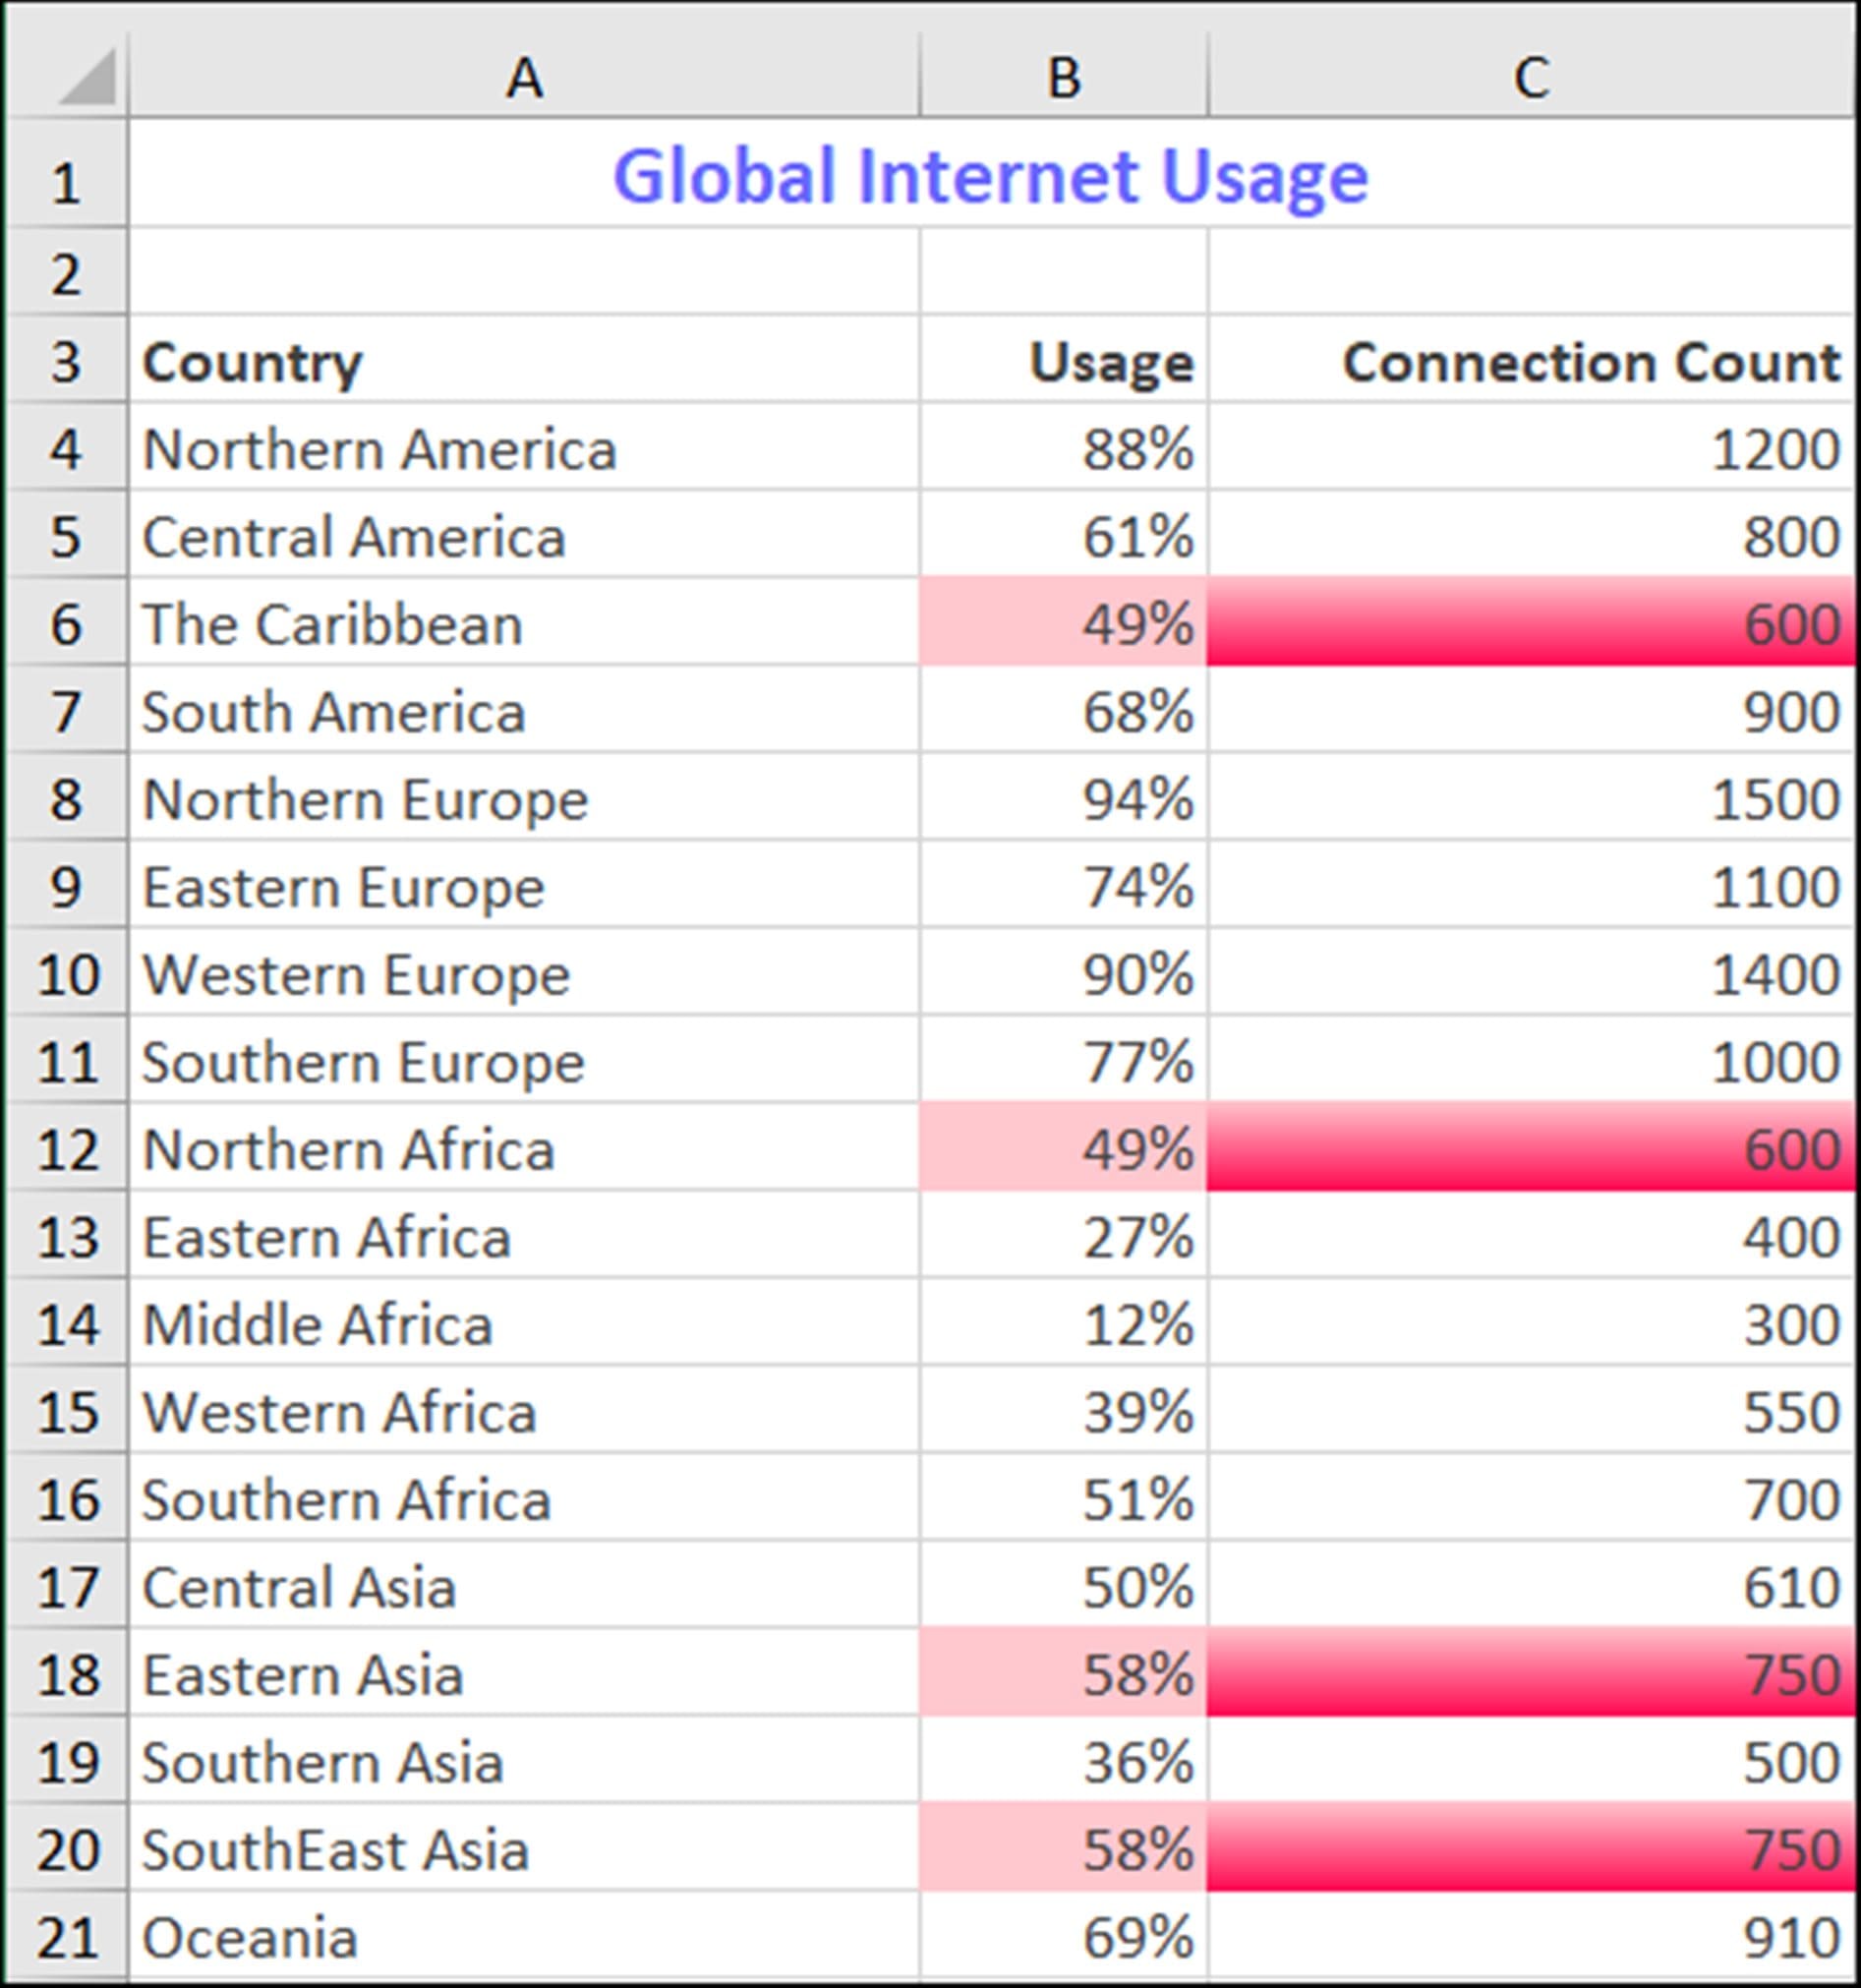 A B C
1 Global Internet Usage
2
3 Country Usage Connection Count
4 Northern America 88% 1200
5 Central America 61% 800
6 The Caribbean 49% 600
7 South America 68% 900
8 Northern Europe 94% 1500
9 Eastern Europe 74% 1100
10 Western Europe 90% 1400
11 Southern Europe 77% 1000
12 Northern Africa 49% 600
13 Eastern Africa 27% 400
14 Middle Africa 12% 300
15 Western Africa 39% 550
16 Southern Africa 51% 700
17 Central Asia 50% 610
18 Eastern Asia 58% 750
19 Southern Asia 36% 500
20 SouthEast Asia 58% 750
21 Oceania 69% 910